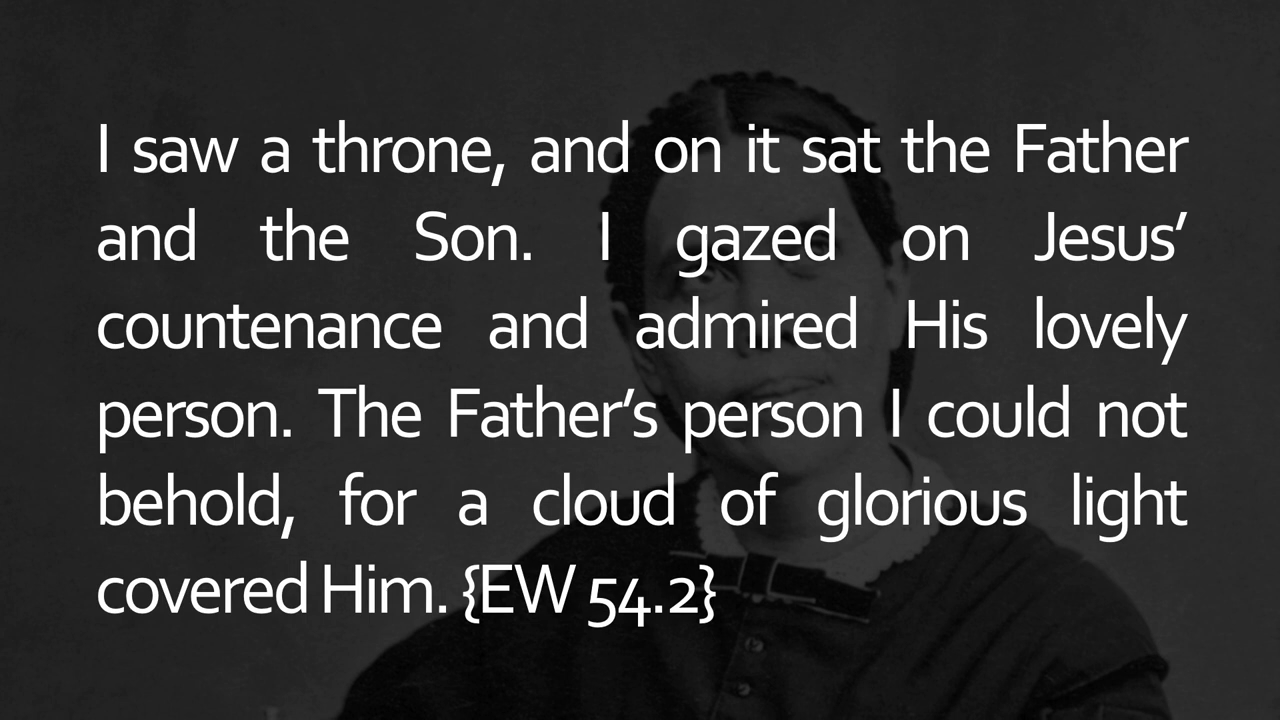 I saw a throne, and on it sat the Father
and the Son. I gazed on Jesus’
countenance and admired His lovely
person. The Father’s person I could not
behold, for a cloud of glorious light
covered Him. {EW 54.2}